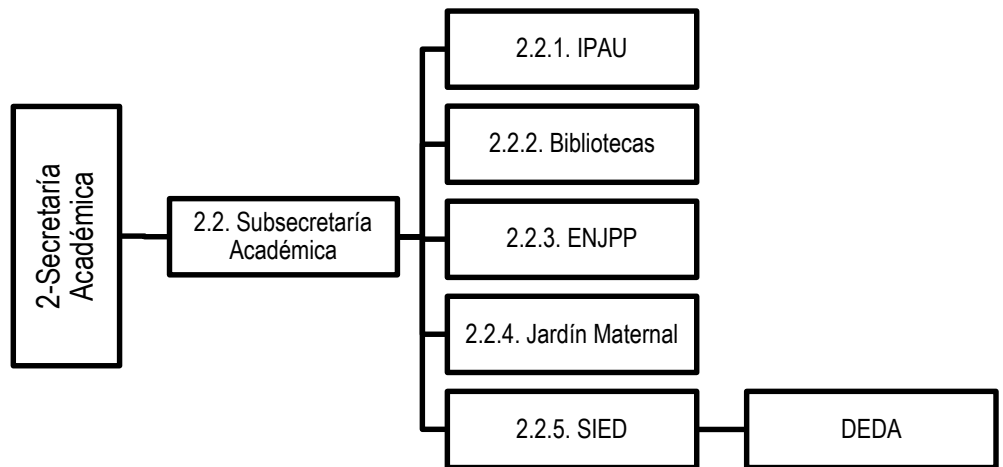 2-Secretaría
Académica
2.2. Subsecretaría
Académica
2.2.1. IPAU
2.2.2. Bibliotecas
2.2.3. ENJPP
2.2.4. Jardín Maternal
2.2.5. SIED
DEDA